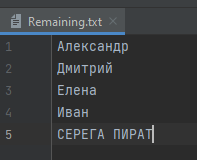 Remaining.txt
1 Александр
2 Дмитрий
3 Елена
4 Иван
5 СЕРЕГА ПИРАТ